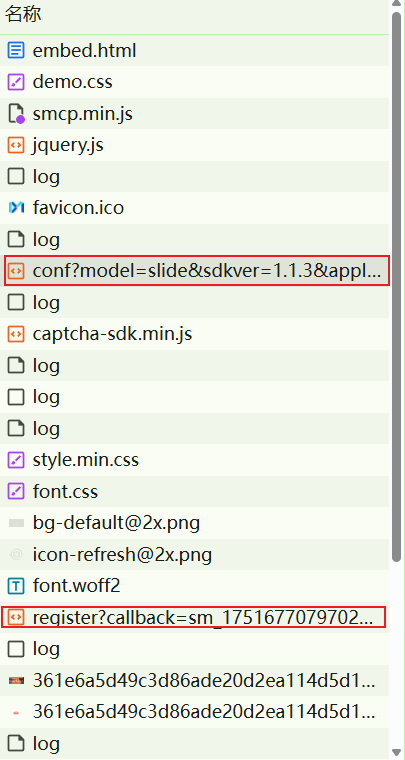 名称
embed.html
demo.css
smcp.min.js
jquery.js
log
favicon.ico
log
conf?model=slide&sdkver=1.1.3&appl...
log
captcha-sdk.min.js
log
log
log
style.min.css
font.css
bg-default@2x.png
icon-refresh@2x.png
font.woff2
register?callback=sm_1751677079702...
log
361e6a5d49c3d86ade20d2ea114d5d1...
361e6a5d49c3d86ade20d2ea114d5d1...
log